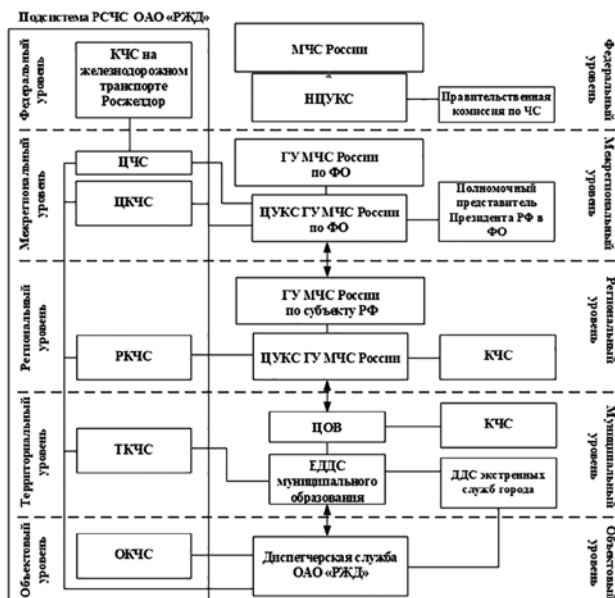 Подсистема РСЧС ОАО «РЖД»
Федеральный
уровень
КЧС на
железнодорожном
транспорте
Росжелдор
МЧС России
НЦУКС
Правительственная
комиссия по ЧС
Федеральный
уровень
Межрегиональный
уровень
ЦЧС
ЦКЧС
ГУ МЧС России
по ФО
ЦУКС ГУ МЧС России
по ФО
Полномочный
представитель
Президента РФ в
ФО
Межрегиональный
уровень
Региональный
уровень
РКЧС
ГУ МЧС России
по субъекту РФ
ЦУКС ГУ МЧС России
КЧС
Региональный
уровень
Территориальный
уровень
ТКЧС
ЦОВ
ЕДДС
муниципального
образования
КЧС
ДДС экстренных
служб города
Муниципальный
уровень
Объектовый
уровень
ОКЧС
Диспетчерская служба
ОАО «РЖД»
Объектовый
уровень